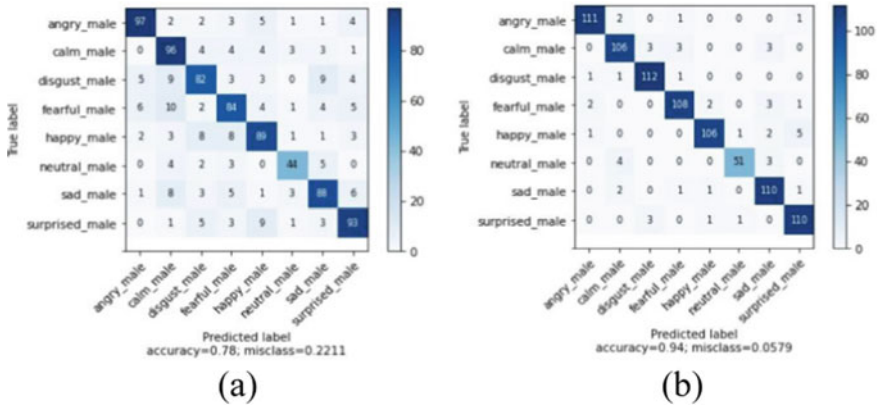 True label
angry_male 97 2 2 3 5 1 1 4
calm_male 0 96 4 4 4 3 3 1
disgust_male 5 9 82 3 3 0 9 4
fearful_male 6 10 2 84 4 1 4 5
happy_male 2 3 8 8 89 1 1 3
neutral_male 0 4 2 3 0 44 5 0
sad_male 1 8 3 5 1 3 88 6
surprised_male 0 1 5 3 9 1 3 93
angry_male calm_male disgust_male fearful_male happy_male neutral_male sad_male surprised_male
Predicted label
accuracy=0.78; misclass=0.2211
80
60
40
20
0
(a)
True label
angry_male 111 2 0 1 0 0 0 1
calm_male 0 106 3 3 0 0 3 0
disgust_male 1 1 112 1 0 0 0 0
fearful_male 2 0 0 108 2 0 3 1
happy_male 1 0 0 0 106 1 2 5
neutral_male 0 4 0 0 0 51 3 0
sad_male 0 2 0 1 1 0 110 1
surprised_male 0 0 3 0 1 1 0 110
angry_male calm_male disgust_male fearful_male happy_male neutral_male sad_male surprised_male
Predicted label
accuracy=0.94; misclass=0.0579
100
80
60
40
20
0
(b)